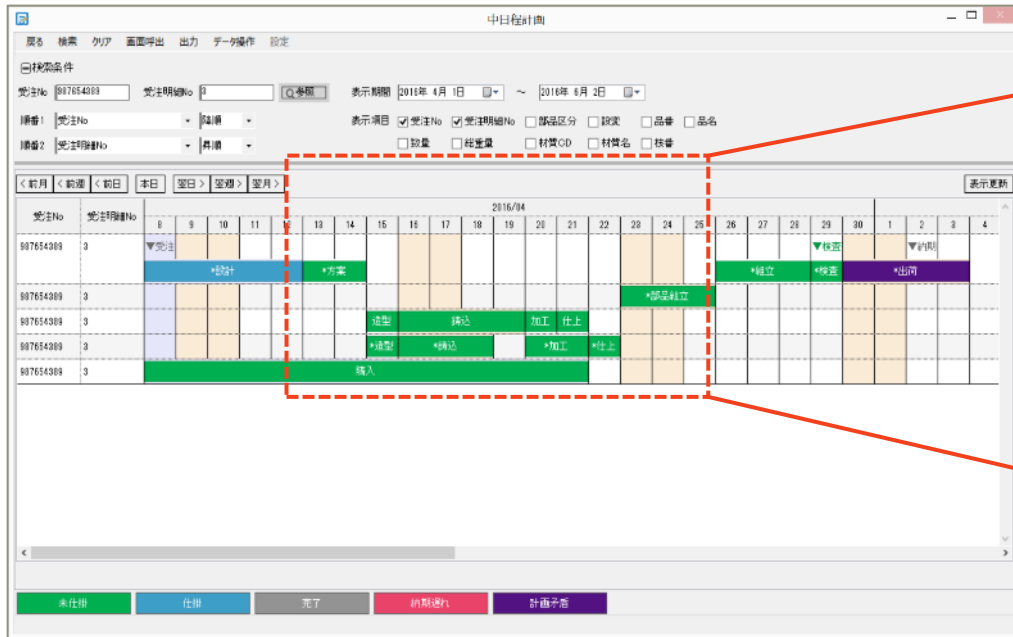 中日程計画
戻る 検索 クリア 画面呼出 出力 データ操作 設定
検索条件
受注No 987654389 受注明細No 3 参照 表示期間 2016年 4月 1日 ～ 2016年 6月 2日
順番1 受注No 降順 表示項目 受注No 受注明細No 部品区分 設変 品番 品名
順番2 受注明細No 昇順 数量 総重量 材質CD 材質名 枝番
<前月 <前週 <前日 本日 翌日> 翌週> 翌月> 表示更新
受注No 受注明細No 2016/04
8 9 10 11 12 13 14 15 16 17 18 19 20 21 22 23 24 25 26 27 28 29 30 1 2 3 4
987654389 3 ▼受注 ▼検査 ▼納期
*設計 *方案 *組立 *検査 *出荷
987654389 3 *部品組立
987654389 3 造型 鋳込 加工 仕上
987654389 3 *造型 *鋳込 *加工 *仕上
987654389 3 購入
未仕掛 仕掛 完了 納期遅れ 計画矛盾